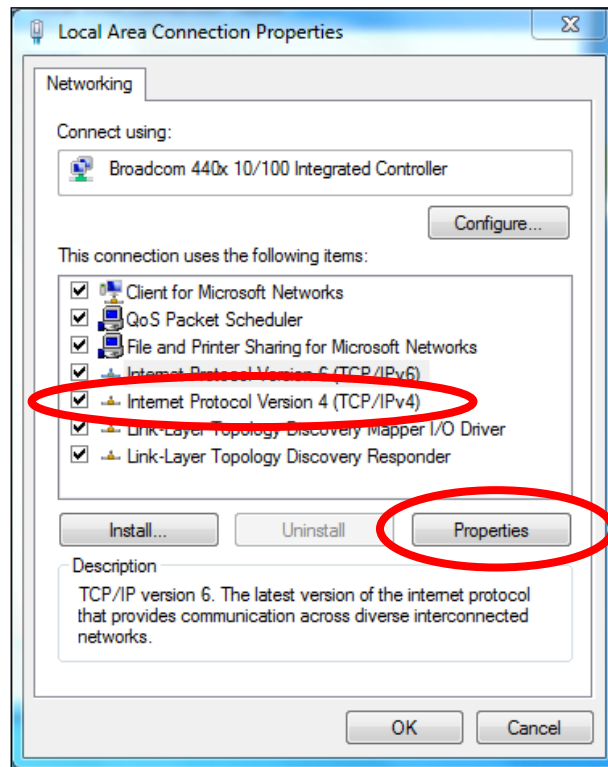 Local Area Connection Properties
Networking
Connect using:
Broadcom 440x 10/100 Integrated Controller
Configure...
This connection uses the following items:
Client for Microsoft Networks
QoS Packet Scheduler
File and Printer Sharing for Microsoft Networks
Internet Protocol Version 6 (TCP/IPv6)
Internet Protocol Version 4 (TCP/IPv4)
Link-Layer Topology Discovery Mapper I/O Driver
Link-Layer Topology Discovery Responder
Install... Uninstall Properties
Description
TCP/IP version 6. The latest version of the internet protocol
that provides communication across diverse interconnected
networks.
OK Cancel